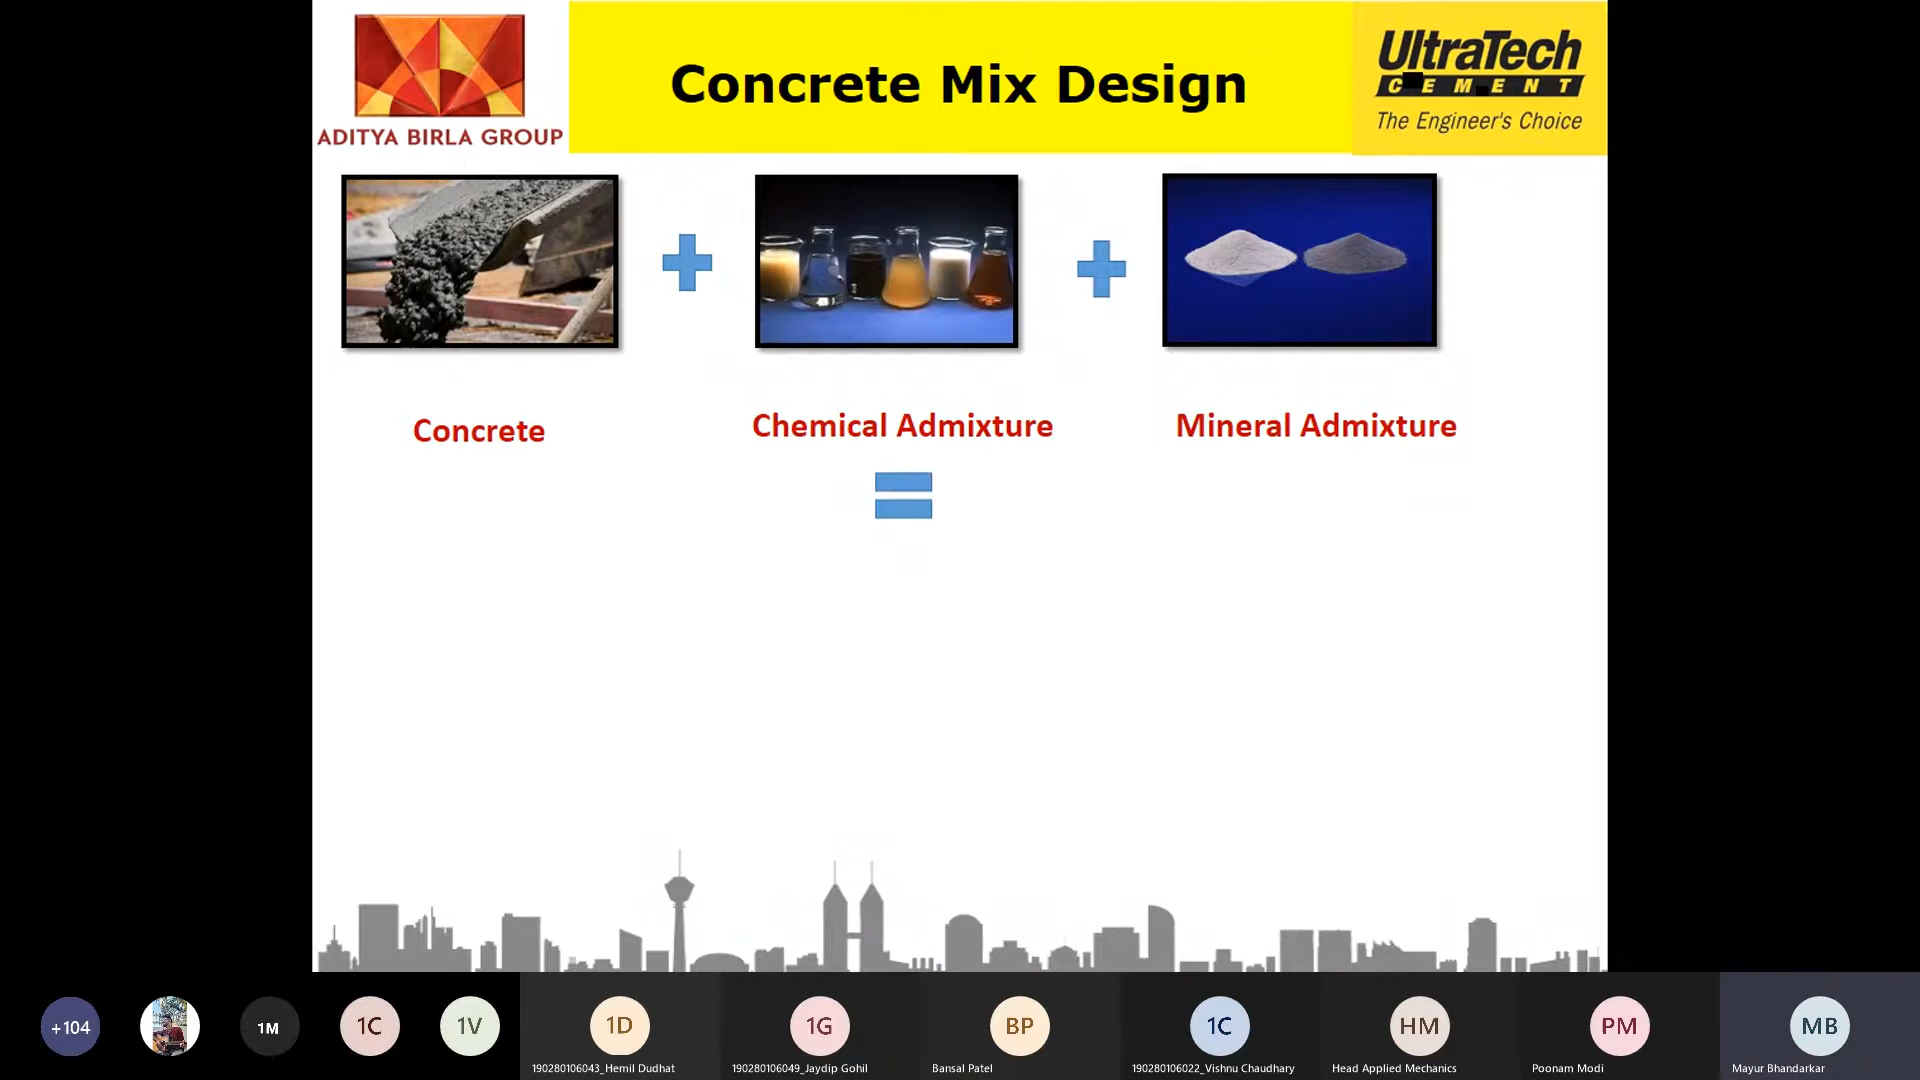 Concrete Mix Design
ADITYA BIRLA GROUP
UltraTech
CEMENT
The Engineer's Choice
Concrete
Chemical Admixture
Mineral Admixture
+104
1M
1C
1V
1D
1G
BP
1C
HM
PM
MB
190280106043_Hemil Dudhat
190280106049_Jaydip Gohil
Bansal Patel
190280106022_Vishnu Chaudhary
Head Applied Mechanics
Poonam Modi
Mayur Bhandarkar